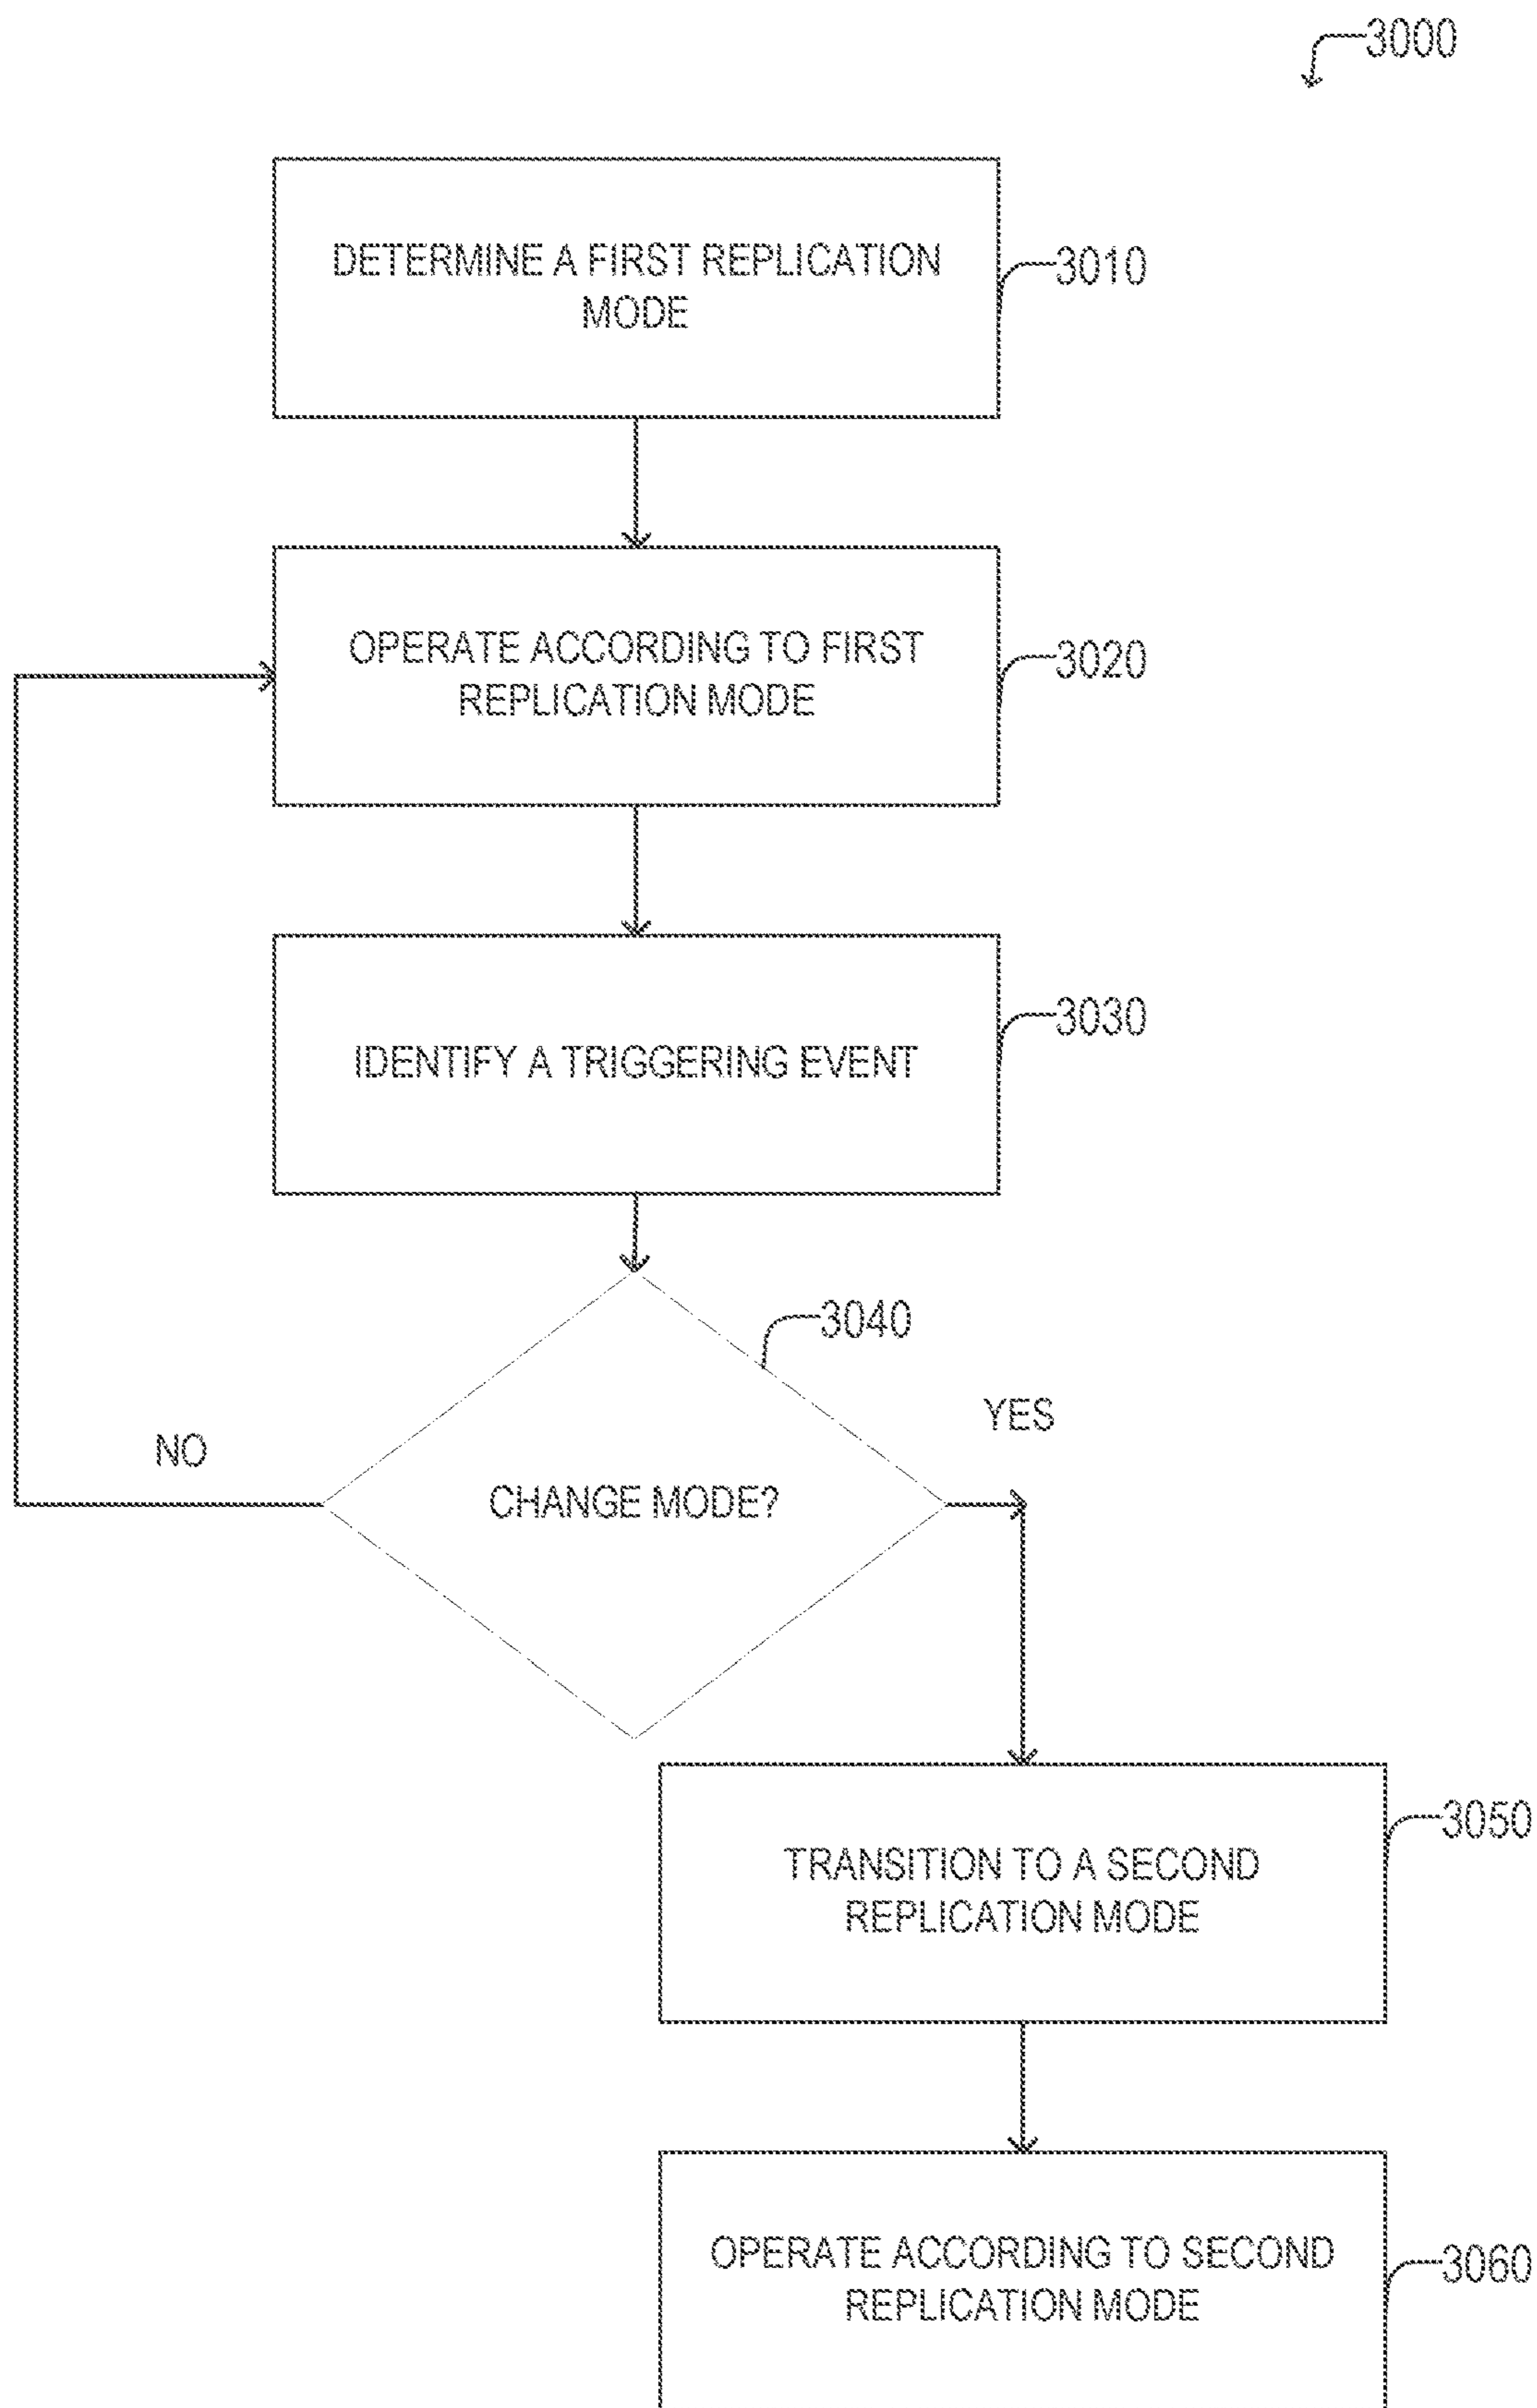 3000
DETERMINE A FIRST REPLICATION
MODE
3010
OPERATE ACCORDING TO FIRST
REPLICATION MODE
3020
IDENTIFY A TRIGGERING EVENT
3030
3040
YES
NO
CHANGE MODE?
TRANSITION TO A SECOND
REPLICATION MODE
3050
OPERATE ACCORDING TO SECOND
REPLICATION MODE
3060